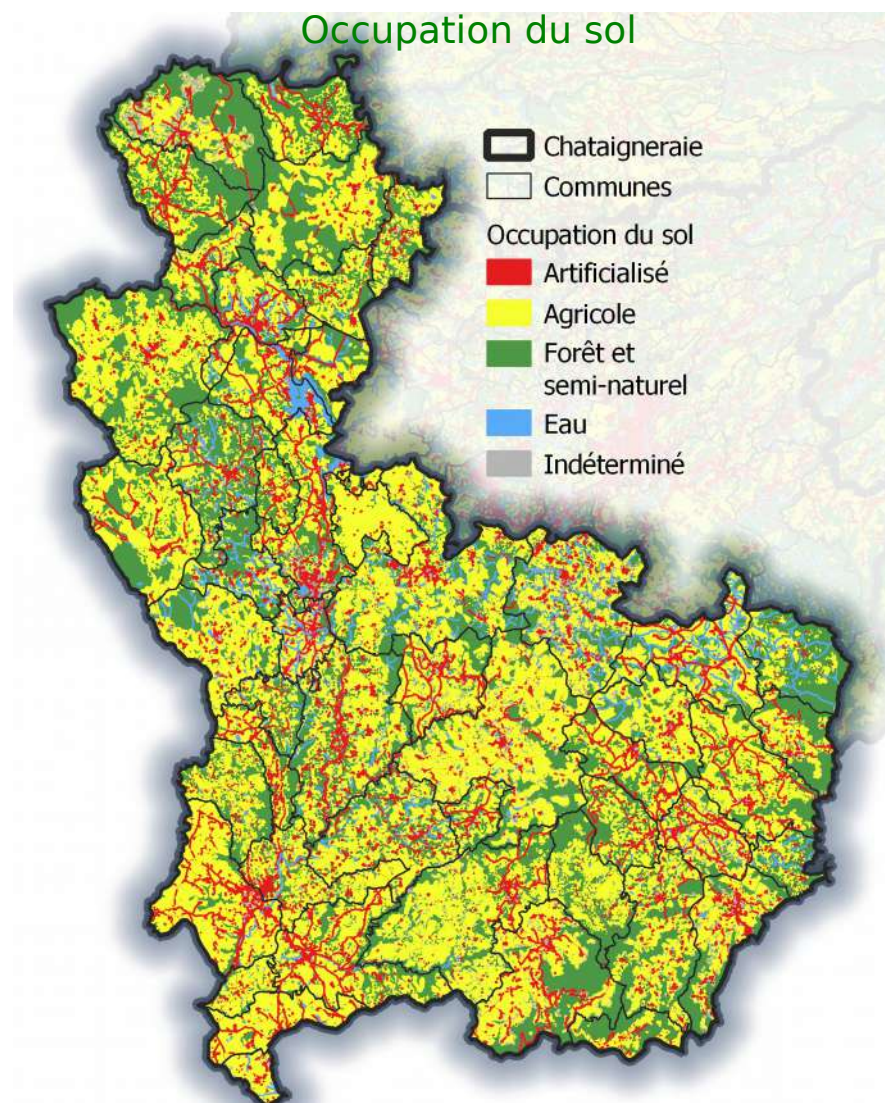 Occupation du sol
Chataigneraie
Communes
Occupation du sol
Artificialisé
Agricole
Forêt et
semi-naturel
Eau
Indéterminé